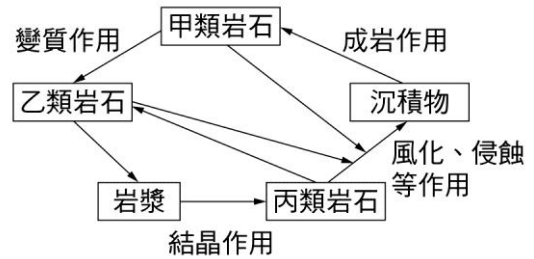 甲類岩石
變質作用
成岩作用
乙類岩石
沉積物
風化、侵蝕
等作用
岩漿
丙類岩石
結晶作用